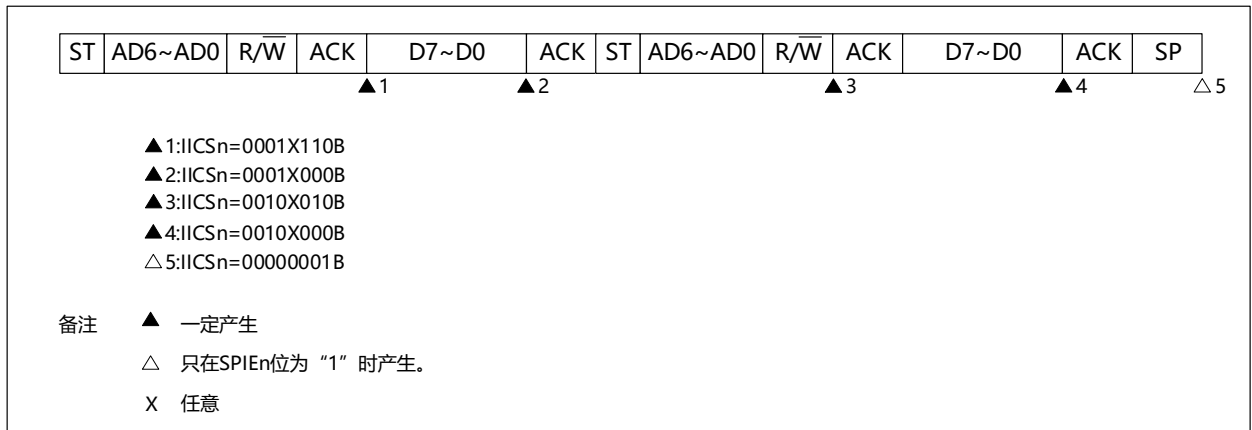 ST AD6~AD0 R/W̅ ACK D7~D0 ACK ST AD6~AD0 R/W̅ ACK D7~D0 ACK SP
▲1 ▲2 ▲3 ▲4 △5
▲1:IICSn=0001X110B
▲2:IICSn=0001X000B
▲3:IICSn=0010X010B
▲4:IICSn=0010X000B
△5:IICSn=00000001B
备注 ▲ 一定产生
△ 只在SPIEn位为“1”时产生。
X 任意